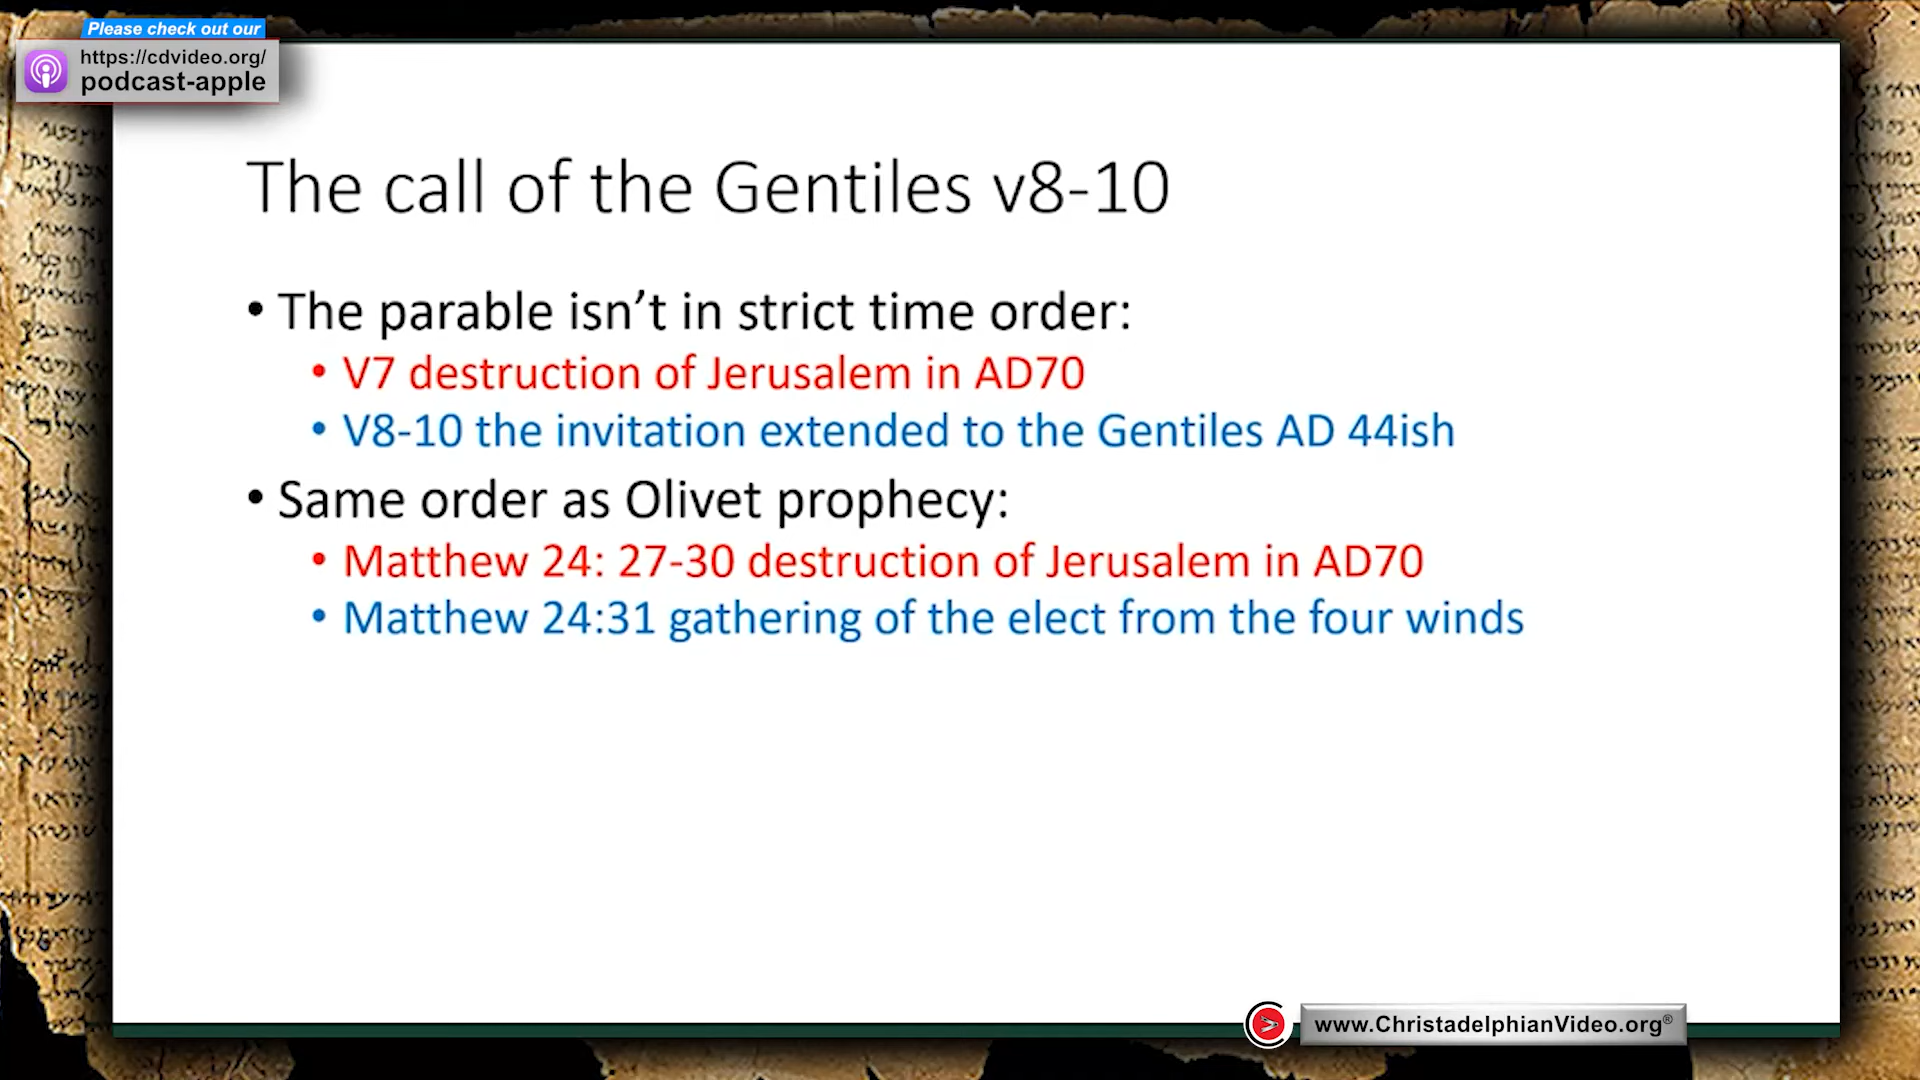 Please check out our
https://cdvideo.org/
podcast-apple
The call of the Gentiles v8-10
• The parable isn’t in strict time order:
• V7 destruction of Jerusalem in AD70
• V8-10 the invitation extended to the Gentiles AD 44ish
• Same order as Olivet prophecy:
• Matthew 24: 27-30 destruction of Jerusalem in AD70
• Matthew 24:31 gathering of the elect from the four winds
www.ChristadelphianVideo.org®